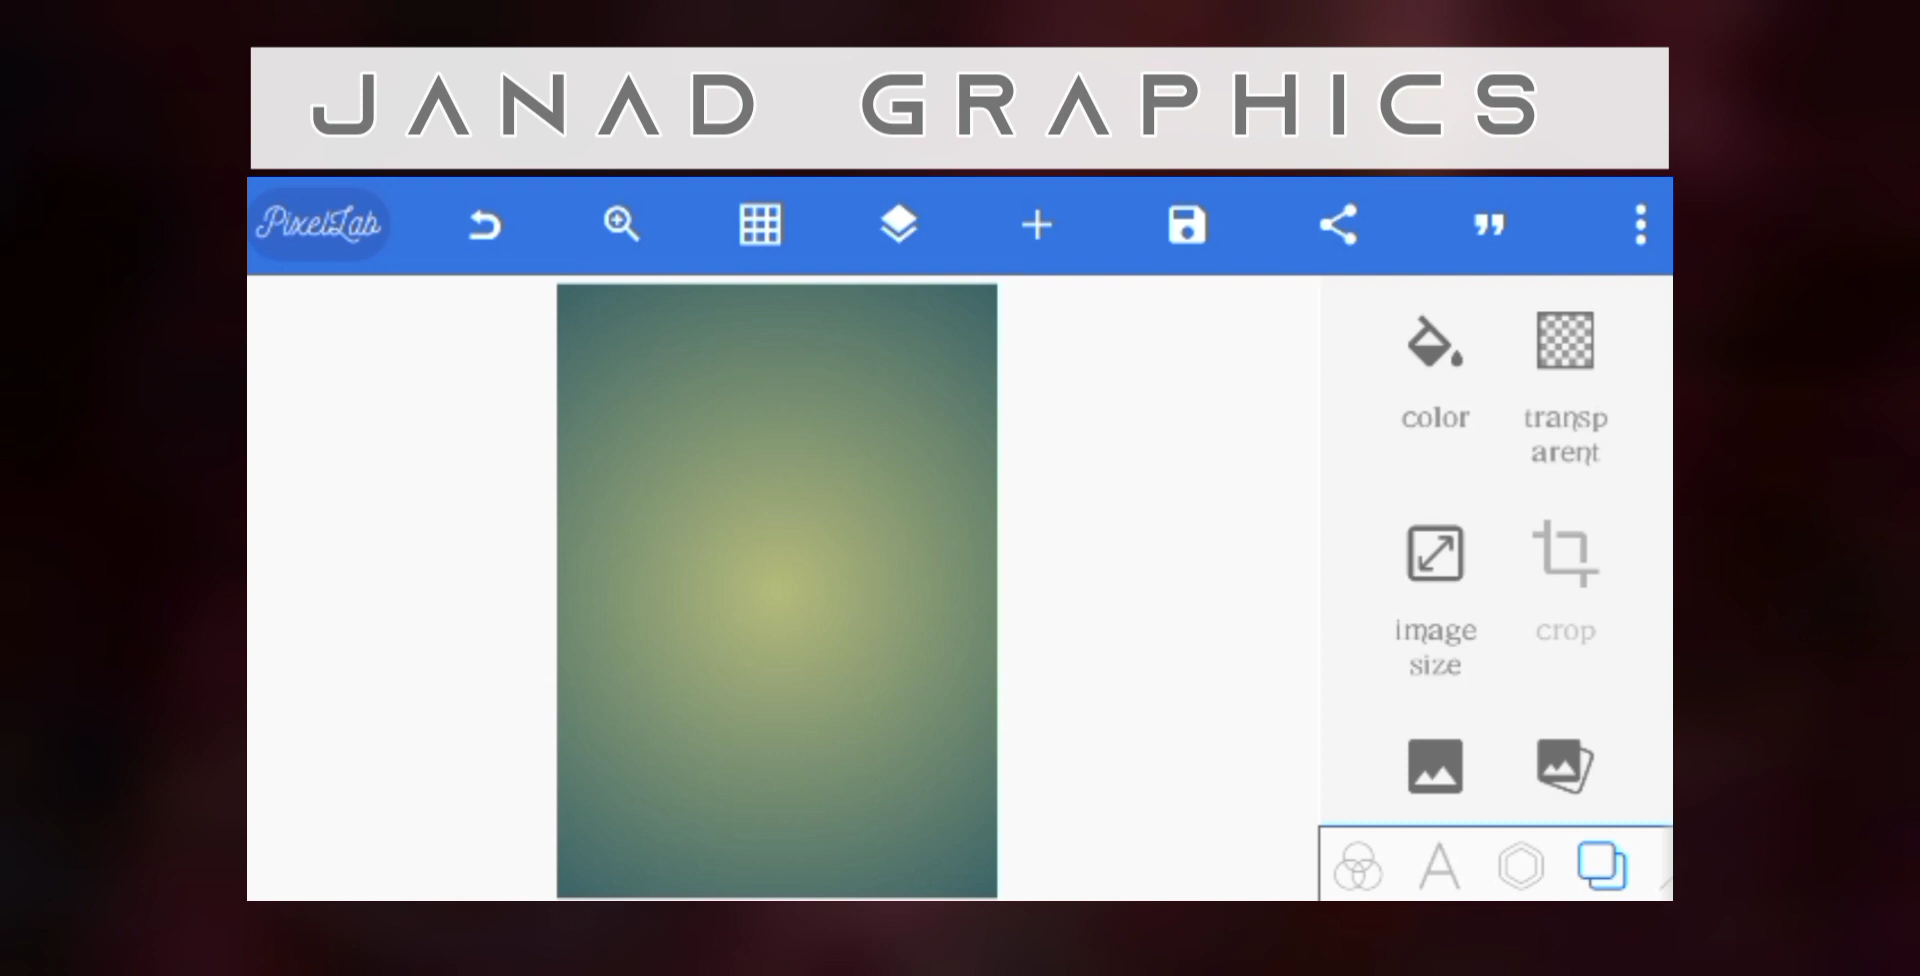 JANAD GRAPHICS
PixelLab
color
transp
arent
image
size
crop